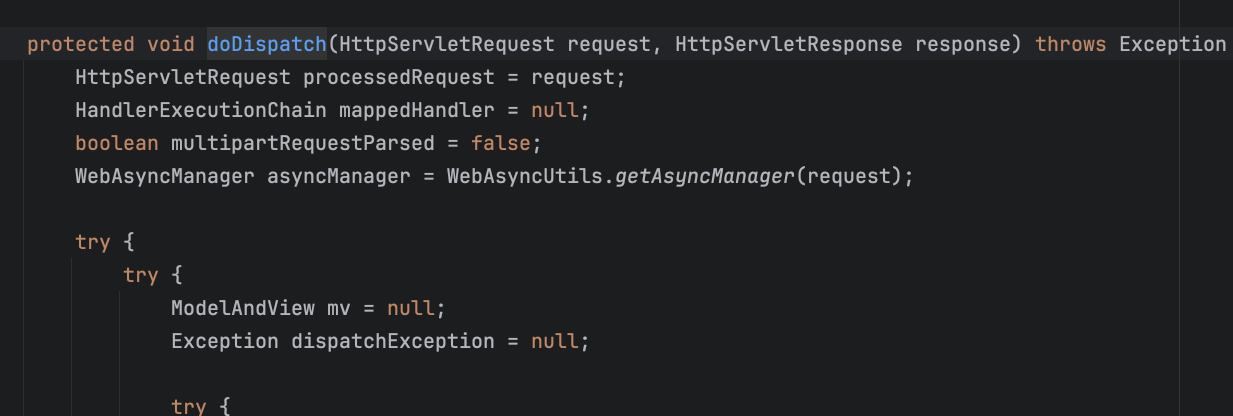 protected void doDispatch(HttpServletRequest request, HttpServletResponse response) throws Exception
HttpServletRequest processedRequest = request;
HandlerExecutionChain mappedHandler = null;
boolean multipartRequestParsed = false;
WebAsyncManager asyncManager = WebAsyncUtils.getAsyncManager(request);
try {
try {
ModelAndView mv = null;
Exception dispatchException = null;
try {